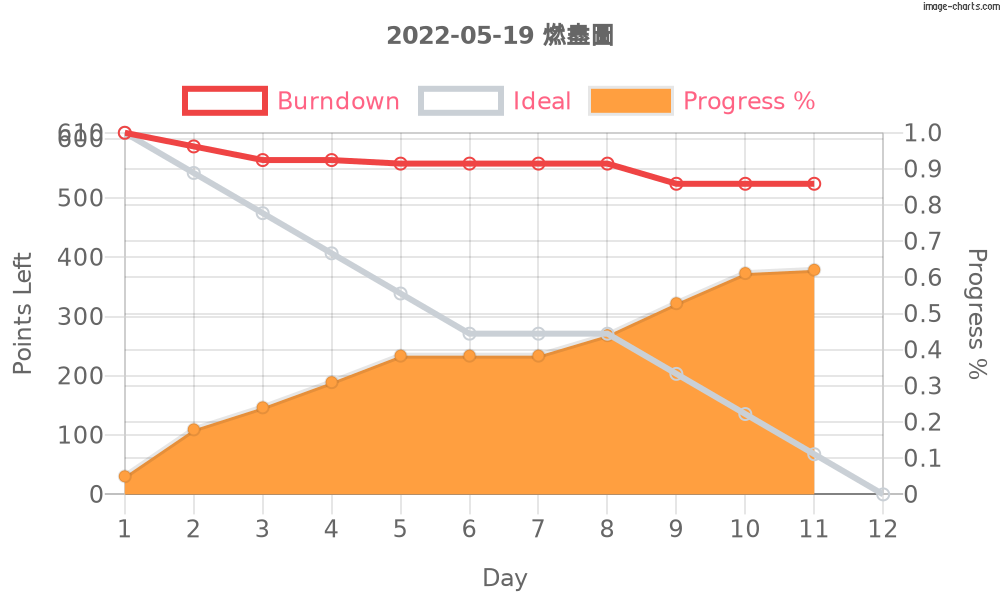 image-charts.com
2022-05-19 燃盡圖
Burndown Ideal Progress %
610 1.0
600
0.9
500 0.8
0.7
400
0.6
300 0.5
0.4
200
0.3
0.2
100
0.1
0 0
Points Left
Progress %
1 2 3 4 5 6 7 8 9 10 11 12
Day